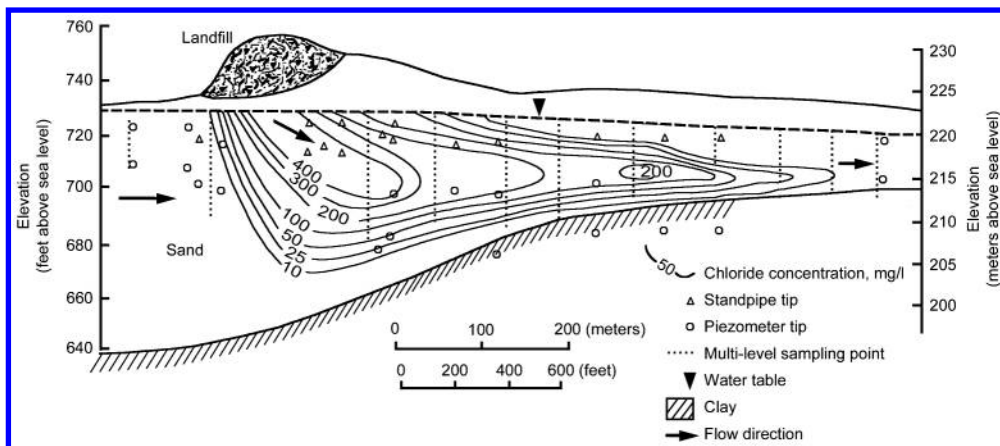 760
740
720
700
680
660
640
Elevation
(feet above sea level)
Landfill
Sand
400
300
200
100
50
25
10
200
230
225
220
215
210
205
200
Elevation
(meters above sea level)
50
Chloride concentration, mg/l
Standpipe tip
Piezometer tip
Multi-level sampling point
Water table
Clay
Flow direction
0 100 200 (meters)
0 200 400 600 (feet)